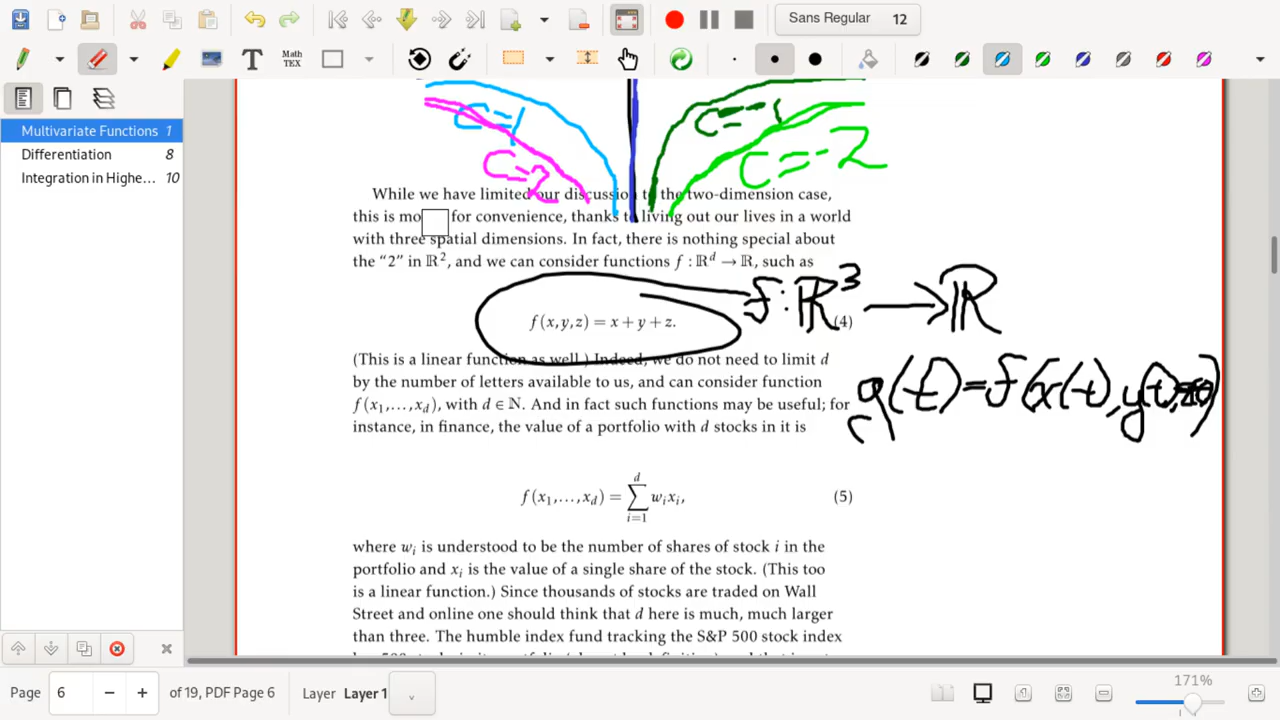 Sans Regular 12
Math
TEX
Multivariate Functions 1
Differentiation 8
Integration in Highe... 10
C=1
C=2
C=-1
C=-2
While we have limited our discussion to the two-dimension case,
this is mo for convenience, thanks to living out our lives in a world
with three spatial dimensions. In fact, there is nothing special about
the “2” in ℝ², and we can consider functions f : ℝᵈ → ℝ, such as
f : ℝ³ → ℝ
f(x,y,z) = x + y + z. (4)
(This is a linear function as well.) Indeed, we do not need to limit d
by the number of letters available to us, and can consider function
f(x₁,…,x_d), with d ∈ ℕ. And in fact such functions may be useful; for
instance, in finance, the value of a portfolio with d stocks in it is
g(t)=f(x(t),y(t),
f(x₁,…,x_d) = ∑_{i=1}^{d} wᵢxᵢ, (5)
where wᵢ is understood to be the number of shares of stock i in the
portfolio and xᵢ is the value of a single share of the stock. (This too
is a linear function.) Since thousands of stocks are traded on Wall
Street and online one should think that d here is much, much larger
than three. The humble index fund tracking the S&P 500 stock index
Page 6 of 19, PDF Page 6 Layer Layer 1 171%